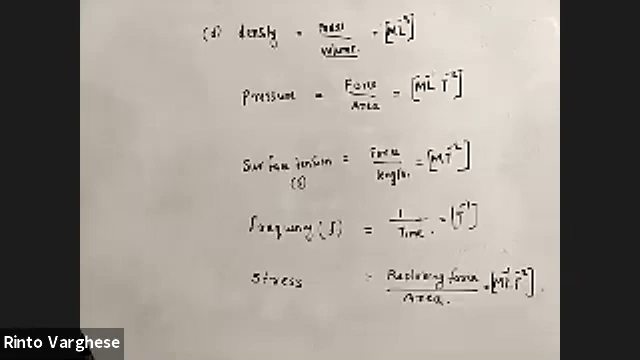 (d) density = mass/volume = [ML⁻³]
Pressure = Force/Area = [ML⁻¹T⁻²]
Surface tension (S) = Force/length = [MT⁻²]
frequency (f) = 1/Time = [T⁻¹]
Stress = Restoring force/Area = [ML⁻¹T⁻²]
Rinto Varghese